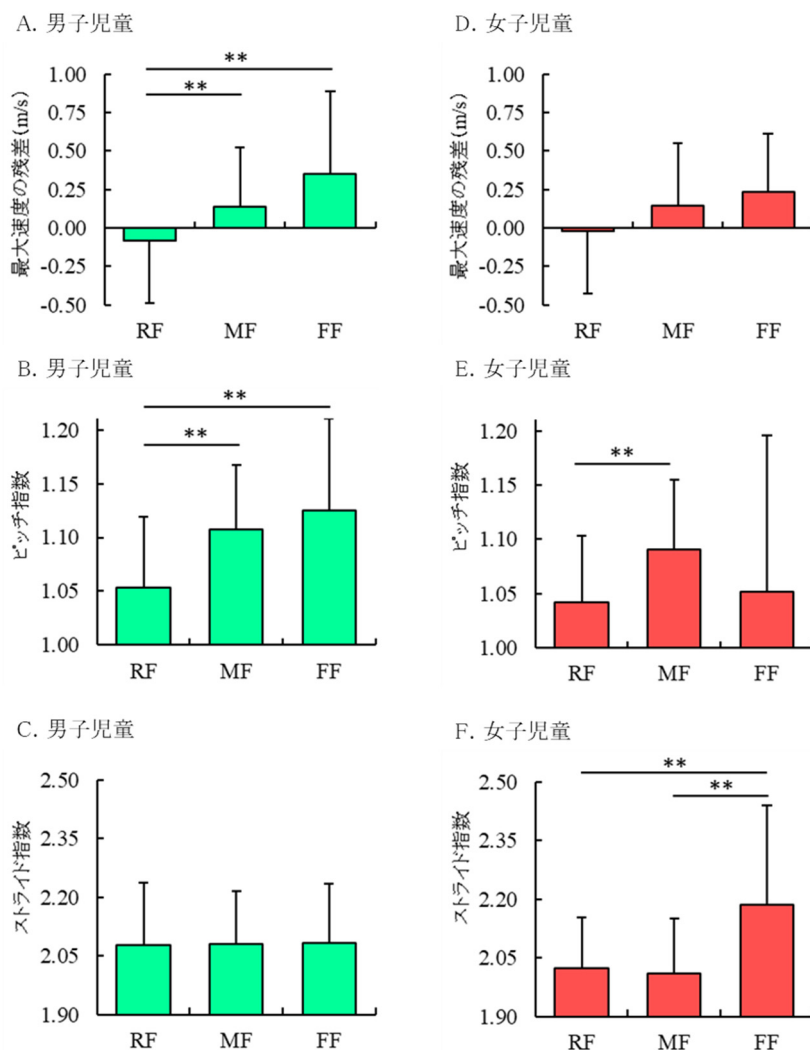 A. 男子児童
**
**
最大速度の残差(m/s)
1.00
0.75
0.50
0.25
0.00
-0.25
-0.50
RF MF FF
D. 女子児童
最大速度の残差(m/s)
1.00
0.75
0.50
0.25
0.00
-0.25
-0.50
RF MF FF
B. 男子児童
**
**
ピッチ指数
1.20
1.15
1.10
1.05
1.00
RF MF FF
E. 女子児童
**
ピッチ指数
1.20
1.15
1.10
1.05
1.00
RF MF FF
C. 男子児童
ストライド指数
2.50
2.35
2.20
2.05
1.90
RF MF FF
F. 女子児童
**
**
ストライド指数
2.50
2.35
2.20
2.05
1.90
RF MF FF